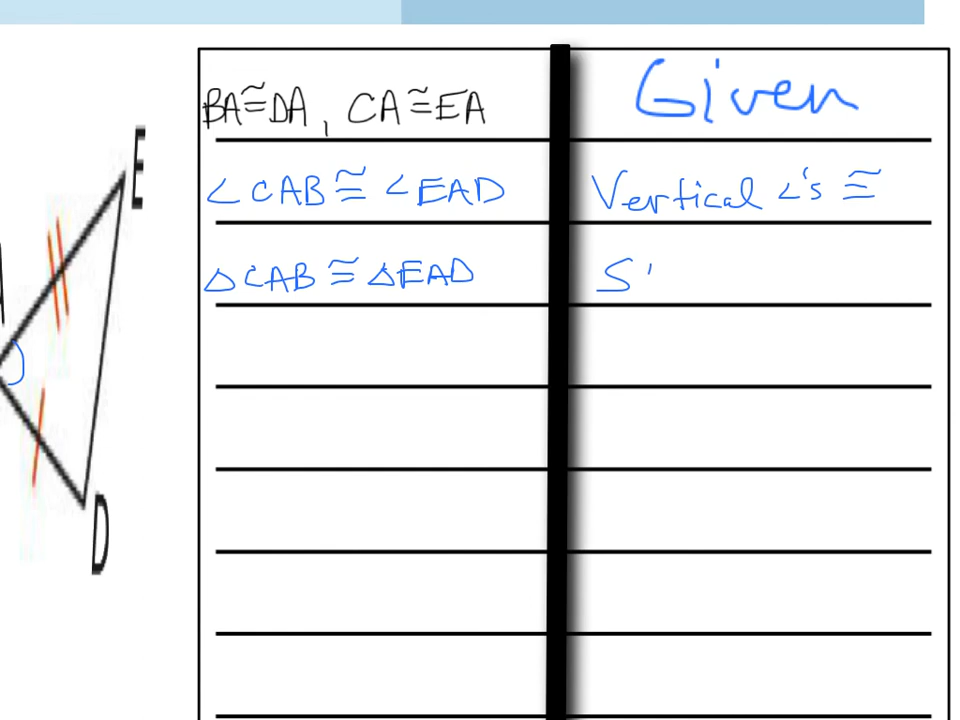 BA≅DA, CA≅EA
Given
∠CAB ≅ ∠EAD
Vertical ∠'s ≅
△CAB ≅ △EAD
S'
E
D